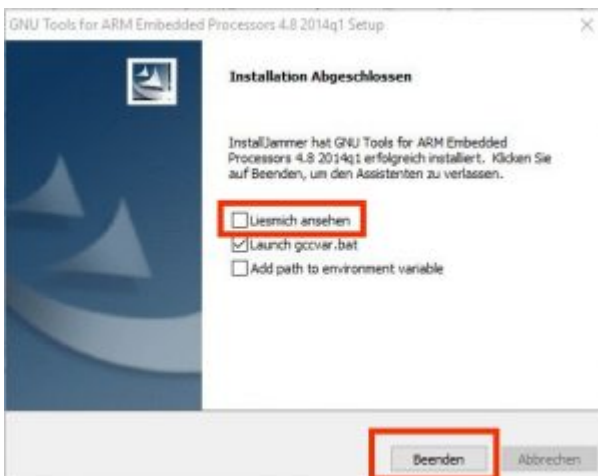 GNU Tools for ARM Embedded Processors 4.8 2014q1 Setup
Installation Abgeschlossen
InstallJammer hat GNU Tools for ARM Embedded
Processors 4.8 2014q1 erfolgreich installiert. Klicken Sie
auf Beenden, um den Assistenten zu verlassen.
Liesmich ansehen
Launch gccvar.bat
Add path to environment variable
Beenden Abbrechen